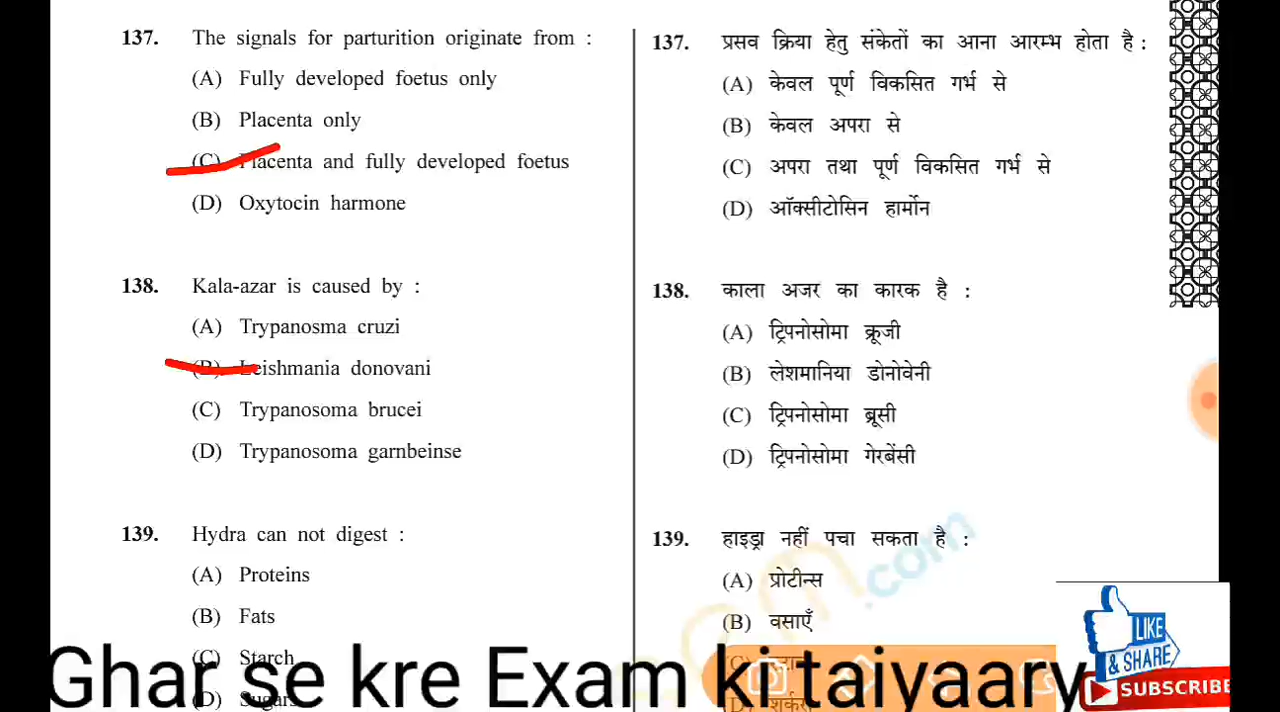 137. The signals for parturition originate from :
(A) Fully developed foetus only
(B) Placenta only
(C) Placenta and fully developed foetus
(D) Oxytocin harmone
138. Kala-azar is caused by :
(A) Trypanosma cruzi
(B) Leishmania donovani
(C) Trypanosoma brucei
(D) Trypanosoma garnbeinse
139. Hydra can not digest :
(A) Proteins
(B) Fats
(C) Starch
(D) Sugars
137. प्रसव क्रिया हेतु संकेतों का आना आरम्भ होता है :
(A) केवल पूर्ण विकसित गर्भ से
(B) केवल अपरा से
(C) अपरा तथा पूर्ण विकसित गर्भ से
(D) ऑक्सीटोसिन हार्मोन
138. काला अजर का कारक है :
(A) ट्रिपनोसोमा क्रूजी
(B) लेशमानिया डोनोवेनी
(C) ट्रिपनोसोमा ब्रूसी
(D) ट्रिपनोसोमा गेरबेंसी
139. हाइड्रा नहीं पचा सकता है :
(A) प्रोटीन्स
(B) वसाएँ
(C)
(D) शर्करा
.com
Ghar se kre Exam ki taiyaary
LIKE
& SHARE
SUBSCRIBE